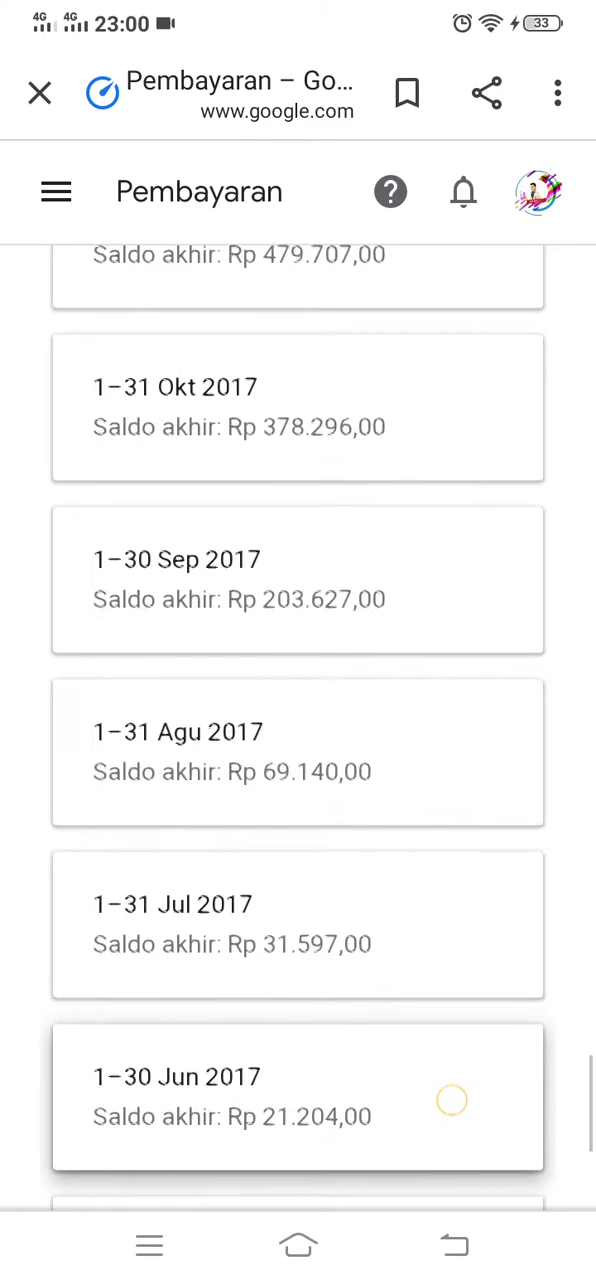 4G 4G 23:00 33
Pembayaran – Go...
www.google.com
Pembayaran
Saldo akhir: Rp 479.707,00
1–31 Okt 2017
Saldo akhir: Rp 378.296,00
1–30 Sep 2017
Saldo akhir: Rp 203.627,00
1–31 Agu 2017
Saldo akhir: Rp 69.140,00
1–31 Jul 2017
Saldo akhir: Rp 31.597,00
1–30 Jun 2017
Saldo akhir: Rp 21.204,00